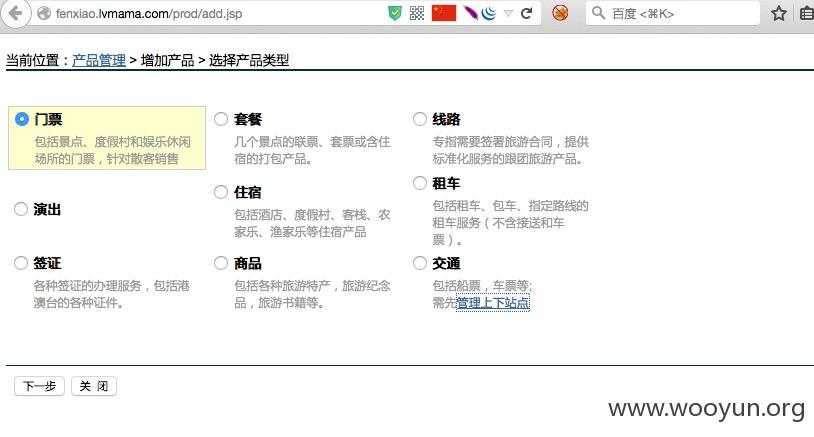 fenxiao.lvmama.com/prod/add.jsp
百度 <⌘K>
当前位置：产品管理 > 增加产品 > 选择产品类型
门票
包括景点、度假村和娱乐休闲
场所的门票，针对散客销售
套餐
几个景点的联票、套票或含住
宿的打包产品。
线路
专指需要签署旅游合同，提供
标准化服务的跟团旅游产品。
演出
住宿
包括酒店、度假村、客栈、农
家乐、渔家乐等住宿产品
租车
包括租车、包车、指定路线的
租车服务（不含接送和车
票）。
签证
各种签证的办理服务，包括港
澳台的各种证件。
商品
包括各种旅游特产，旅游纪念
品，旅游书籍等。
交通
包括船票，车票等;
需先管理上下站点
下一步 关 闭
www.wooyun.org